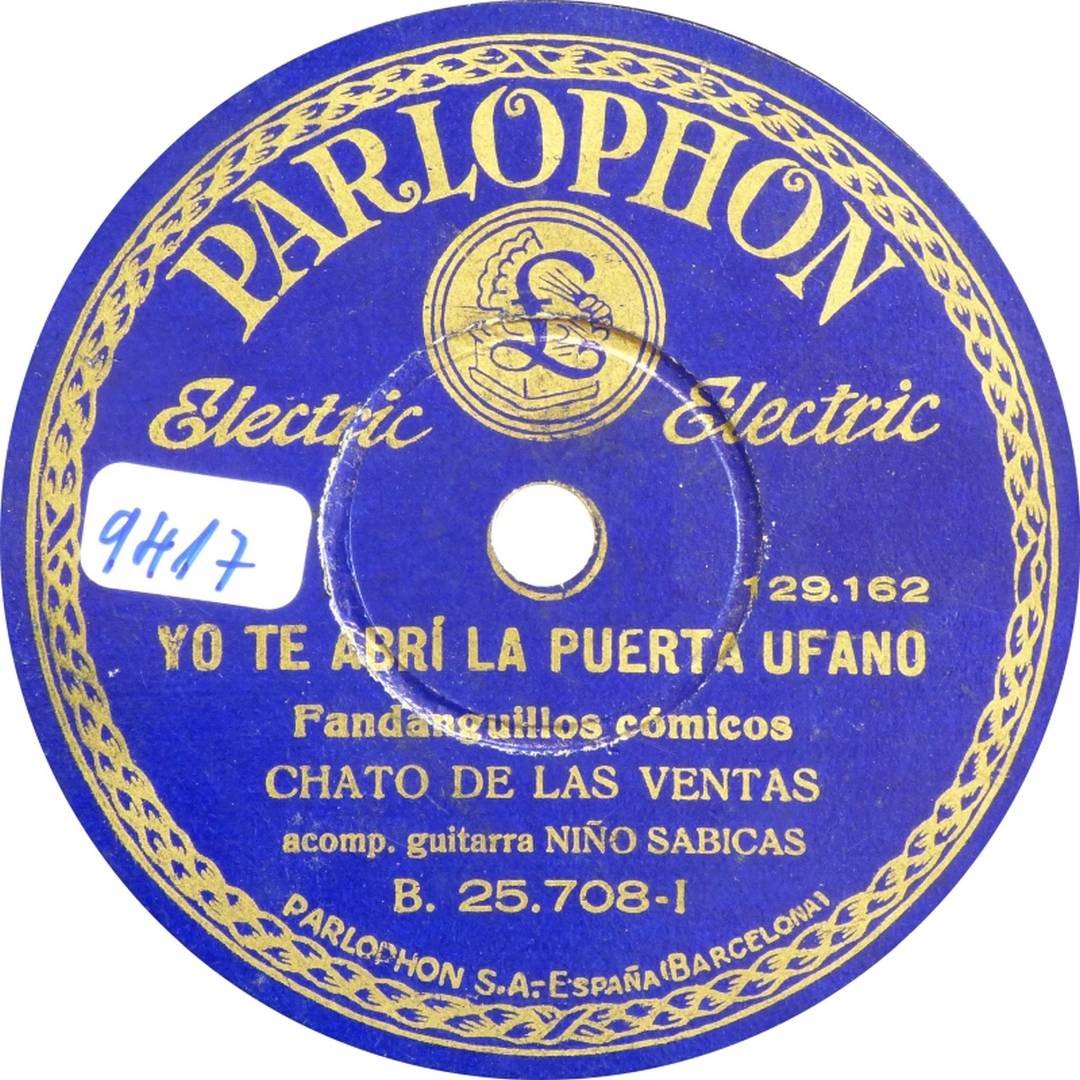 PARLOPHON
£
Electric Electric
9417
129.162
YO TE ABRÍ LA PUERTA UFANO
Fandanguillos cómicos
CHATO DE LAS VENTAS
acomp. guitarra NIÑO SABICAS
B. 25.708-I
PARLOPHON S.A.-ESPAÑA (BARCELONA)